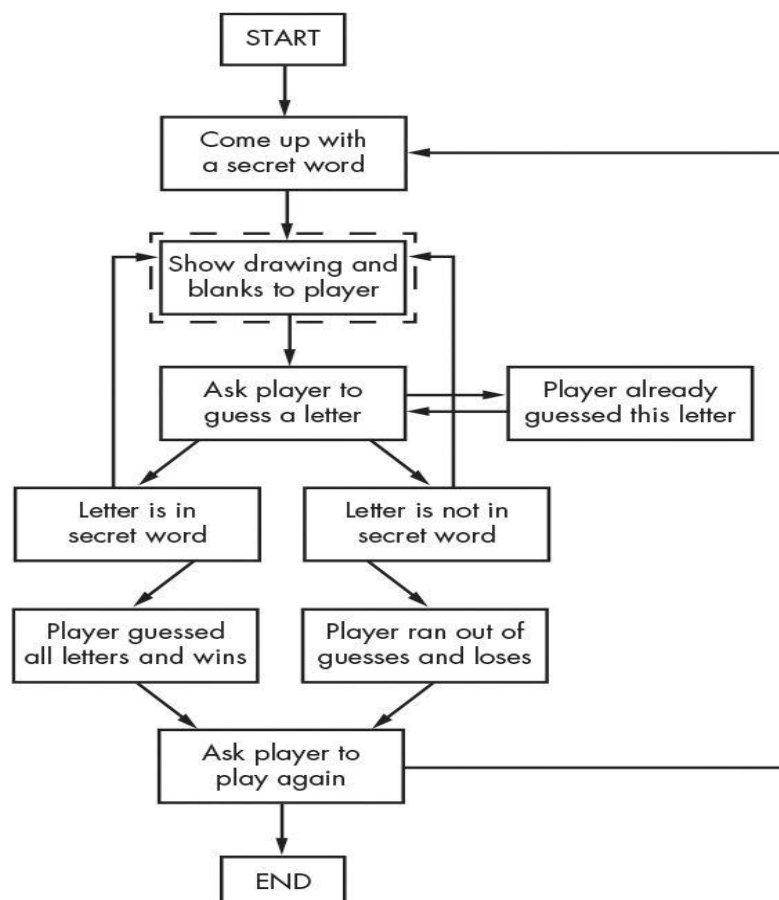 START
Come up with
a secret word
Show drawing and
blanks to player
Ask player to
guess a letter
Player already
guessed this letter
Letter is in
secret word
Letter is not in
secret word
Player guessed
all letters and wins
Player ran out of
guesses and loses
Ask player to
play again
END